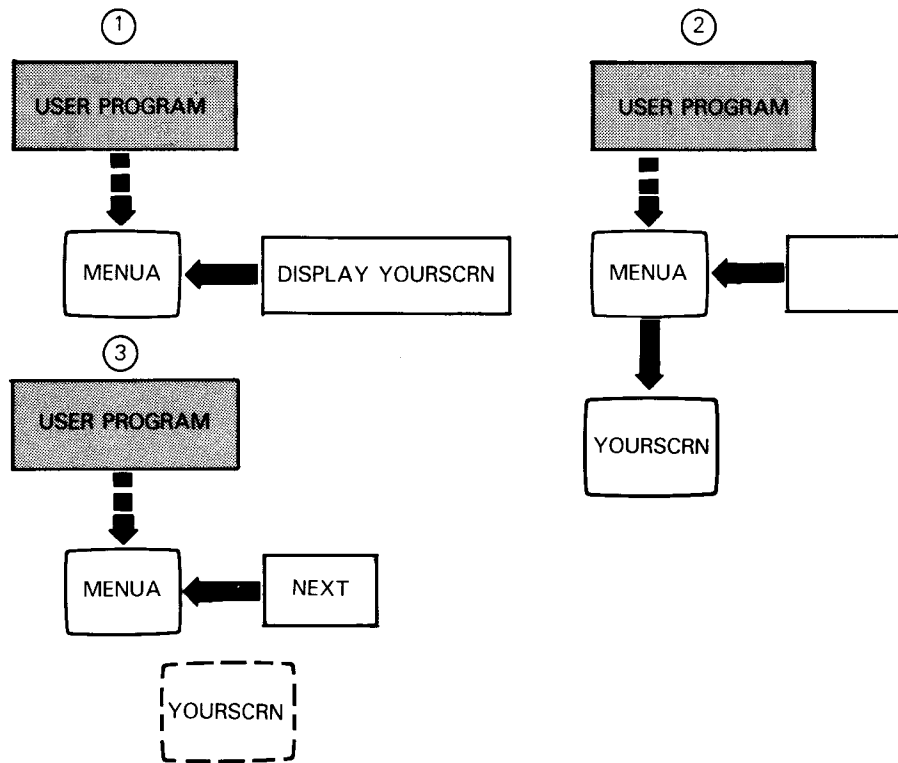 1
USER PROGRAM
MENUA
DISPLAY YOURSCRN
2
USER PROGRAM
MENUA
YOURSCRN
3
USER PROGRAM
MENUA
NEXT
YOURSCRN